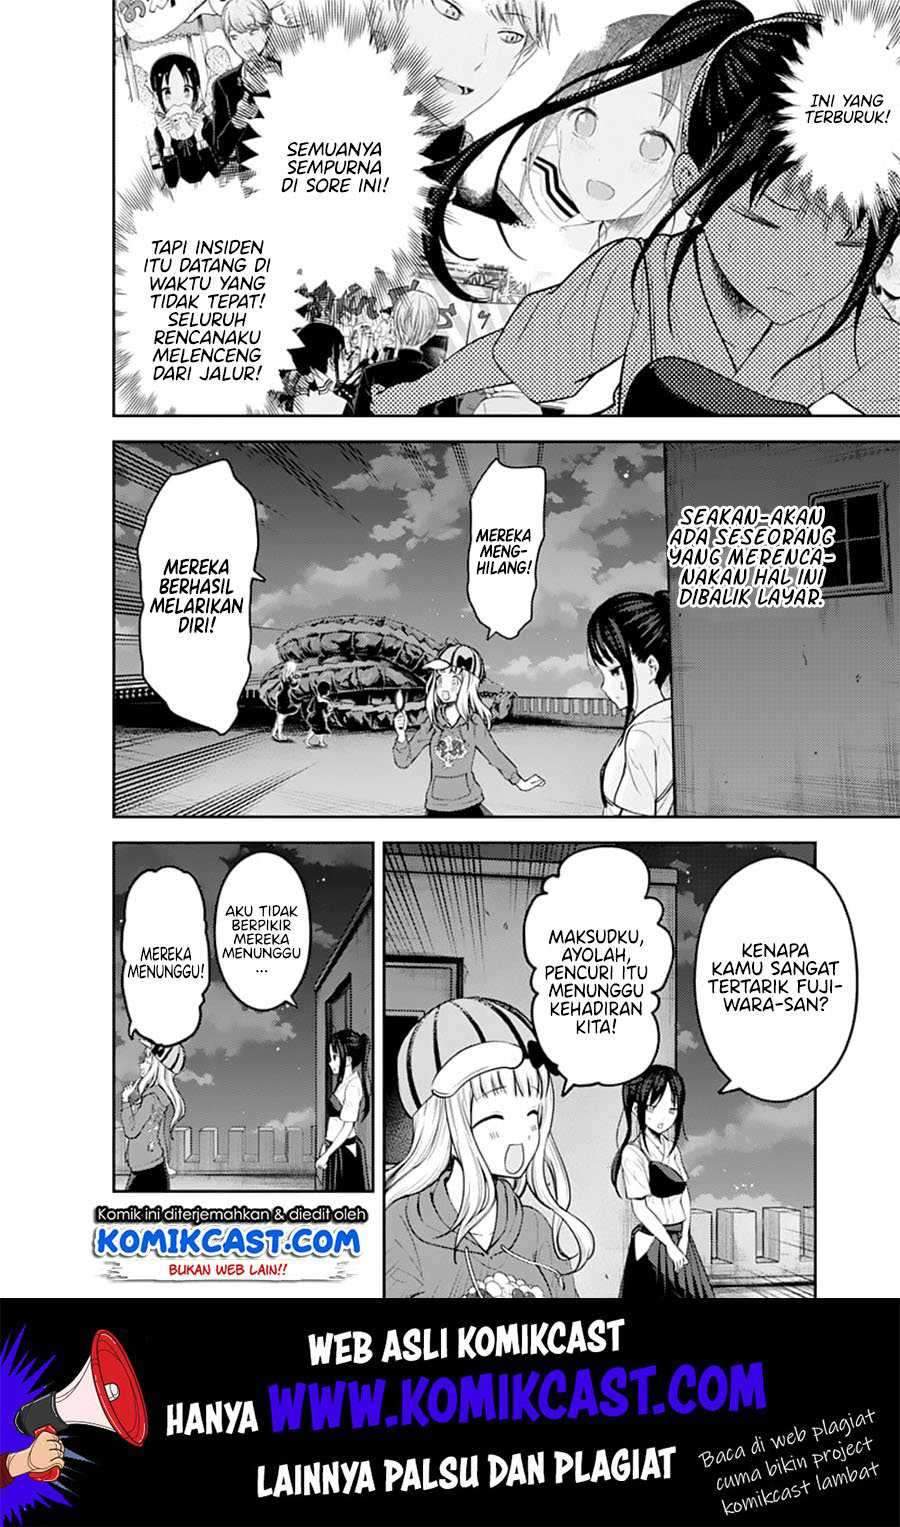 INI YANG
TERBURUK!
SEMUANYA
SEMPURNA
DI SORE INI!
TAPI INSIDEN
ITU DATANG DI
WAKTU YANG
TIDAK TEPAT!
SELURUH
RENCANAKU
MELENCENG
DARI JALUR!
SEAKAN-AKAN
ADA SESEORANG
YANG MERENCA-
NAKAN HAL INI
DIBALIK LAYAR.
MEREKA
MENG-
HILANG!
MEREKA
BERHASIL
MELARIKAN
DIRI!
KENAPA
KAMU SANGAT
TERTARIK FUJI-
WARA-SAN?
MAKSUDKU,
AYOLAH,
PENCURI ITU
MENUNGGU
KEHADIRAN
KITA!
AKU TIDAK
BERPIKIR
MEREKA
MENUNGGU
...
MEREKA
MENUNGGU!
Komik ini diterjemahkan & diedit oleh
KOMIKCAST.COM
BUKAN WEB LAIN!!
WEB ASLI KOMIKCAST
HANYA WWW.KOMIKCAST.COM
LAINNYA PALSU DAN PLAGIAT
Baca di web plagiat
cuma bikin project
komikcast lambat